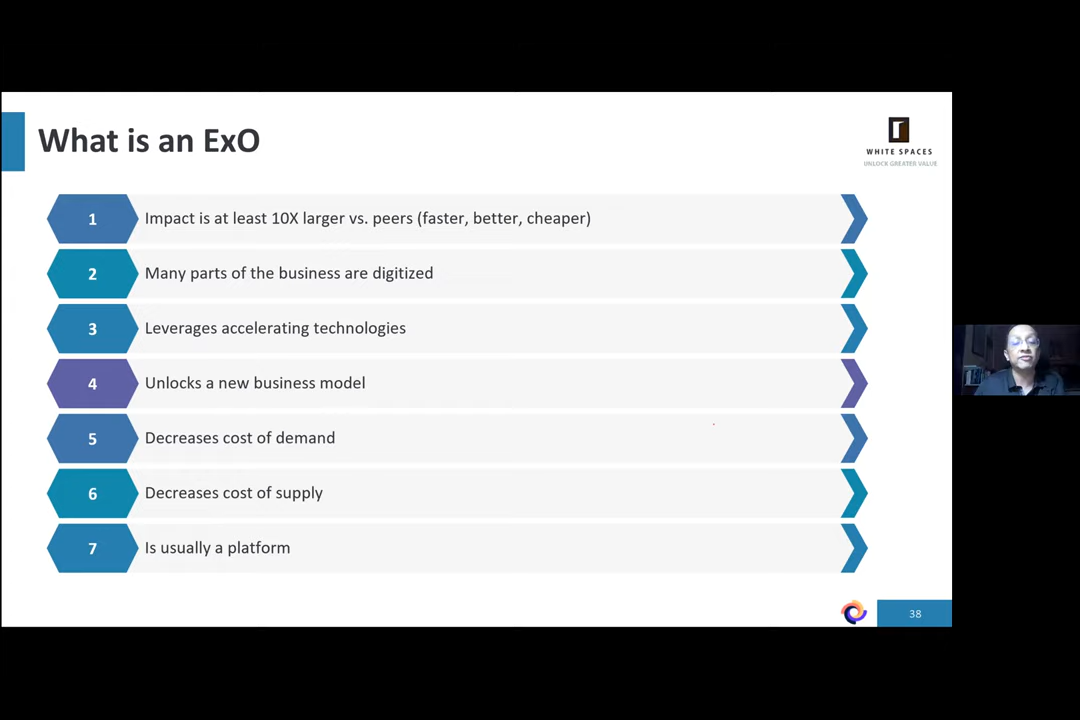 What is an ExO
WHITE SPACES
UNLOCK GREATER VALUE
1
Impact is at least 10X larger vs. peers (faster, better, cheaper)
2
Many parts of the business are digitized
3
Leverages accelerating technologies
4
Unlocks a new business model
5
Decreases cost of demand
6
Decreases cost of supply
7
Is usually a platform
38